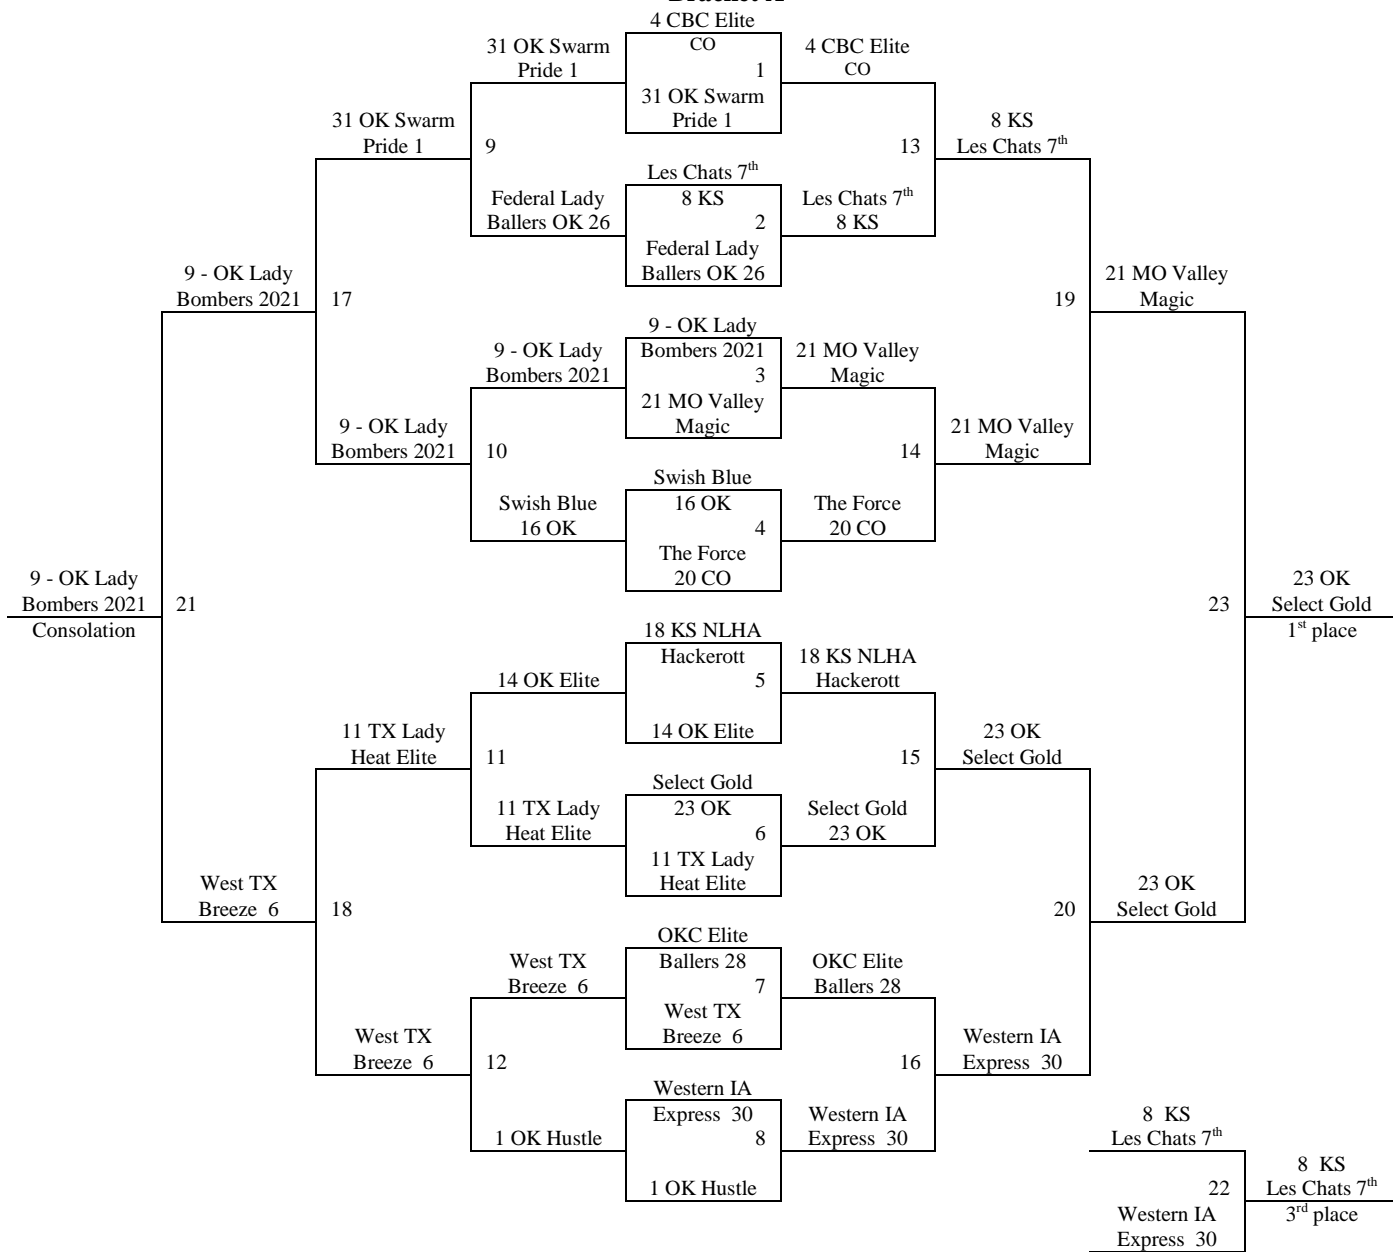 Bracket A
4 CBC Elite
31 OK Swarm CO 4 CBC Elite
Pride 1 1 CO
31 OK Swarm
31 OK Swarm Pride 1 8 KS
Pride 1 9 13 Les Chats 7th
Les Chats 7th
Federal Lady 8 KS Les Chats 7th
Ballers OK 26 2 8 KS
Federal Lady
9 - OK Lady Ballers OK 26 21 MO Valley
Bombers 2021 17 19 Magic
9 - OK Lady
9 - OK Lady Bombers 2021 21 MO Valley
Bombers 2021 3 Magic
21 MO Valley
9 - OK Lady Magic 21 MO Valley
Bombers 2021 10 14 Magic
Swish Blue
Swish Blue 16 OK The Force
16 OK 4 20 CO
The Force
9 - OK Lady 20 CO 23 OK
Bombers 2021 21 23 Select Gold
Consolation 1st place
18 KS NLHA
Hackerott 18 KS NLHA
14 OK Elite 5 Hackerott
11 TX Lady 14 OK Elite 23 OK
Heat Elite 11 15 Select Gold
Select Gold
11 TX Lady 23 OK Select Gold
Heat Elite 6 23 OK
11 TX Lady
West TX Heat Elite 23 OK
Breeze 6 18 20 Select Gold
OKC Elite
West TX Ballers 28 OKC Elite
Breeze 6 7 Ballers 28
West TX
West TX Breeze 6 Western IA
Breeze 6 12 16 Express 30
Western IA
Express 30 Western IA 8 KS
1 OK Hustle 8 Express 30 Les Chats 7th
1 OK Hustle 8 KS
22 Les Chats 7th
Western IA 3rd place
Express 30